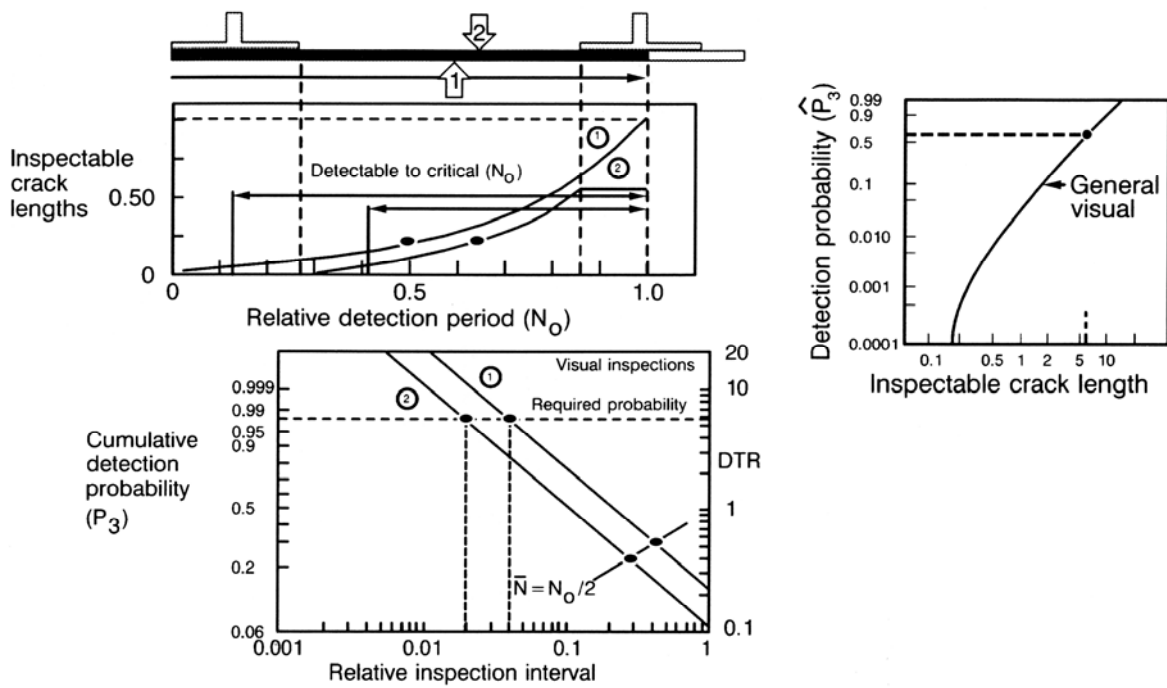 2
1
Inspectable
crack
lengths
0.50
0
1
2
Detectable to critical (N₀)
0
0.5
1.0
Relative detection period (N₀)
Detection probability (P̂₃)
0.99
0.9
0.5
0.1
0.010
0.001
0.0001
General
visual
0.1 0.5 1 2 5 10
Inspectable crack length
Cumulative
detection
probability
(P₃)
0.999
0.99
0.95
0.9
0.5
0.2
0.06
Visual inspections
1
2
Required probability
N̄ = N₀/2
20
10
DTR
1
0.1
0.001 0.01 0.1 1
Relative inspection interval